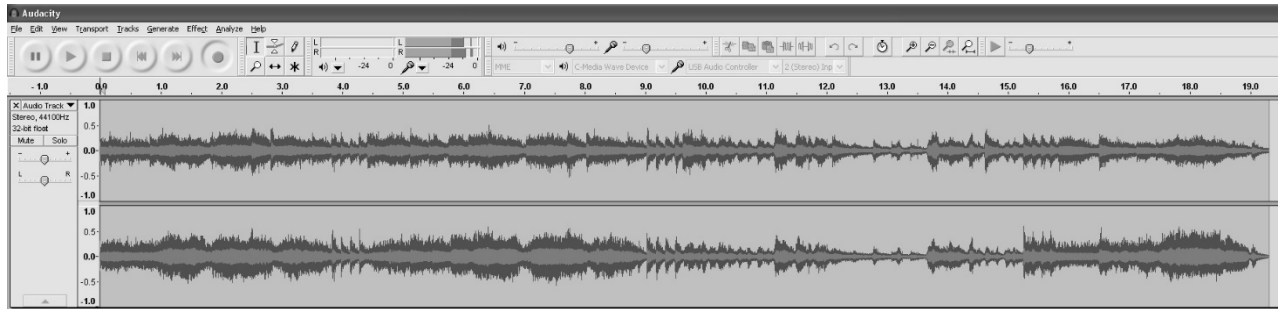 Audacity
File Edit View Transport Tracks Generate Effect Analyze Help
L L
R R
-24 0 -24 0
MME C-Media Wave Device USB Audio Controller 2 (Stereo) Inp
- 1.0 0.0 1.0 2.0 3.0 4.0 5.0 6.0 7.0 8.0 9.0 10.0 11.0 12.0 13.0 14.0 15.0 16.0 17.0 18.0 19.0
X Audio Track 1.0
Stereo, 44100Hz
32-bit float 0.5-
Mute Solo
- + 0.0-
L R -0.5-
-1.0
1.0
0.5-
0.0-
-0.5-
-1.0